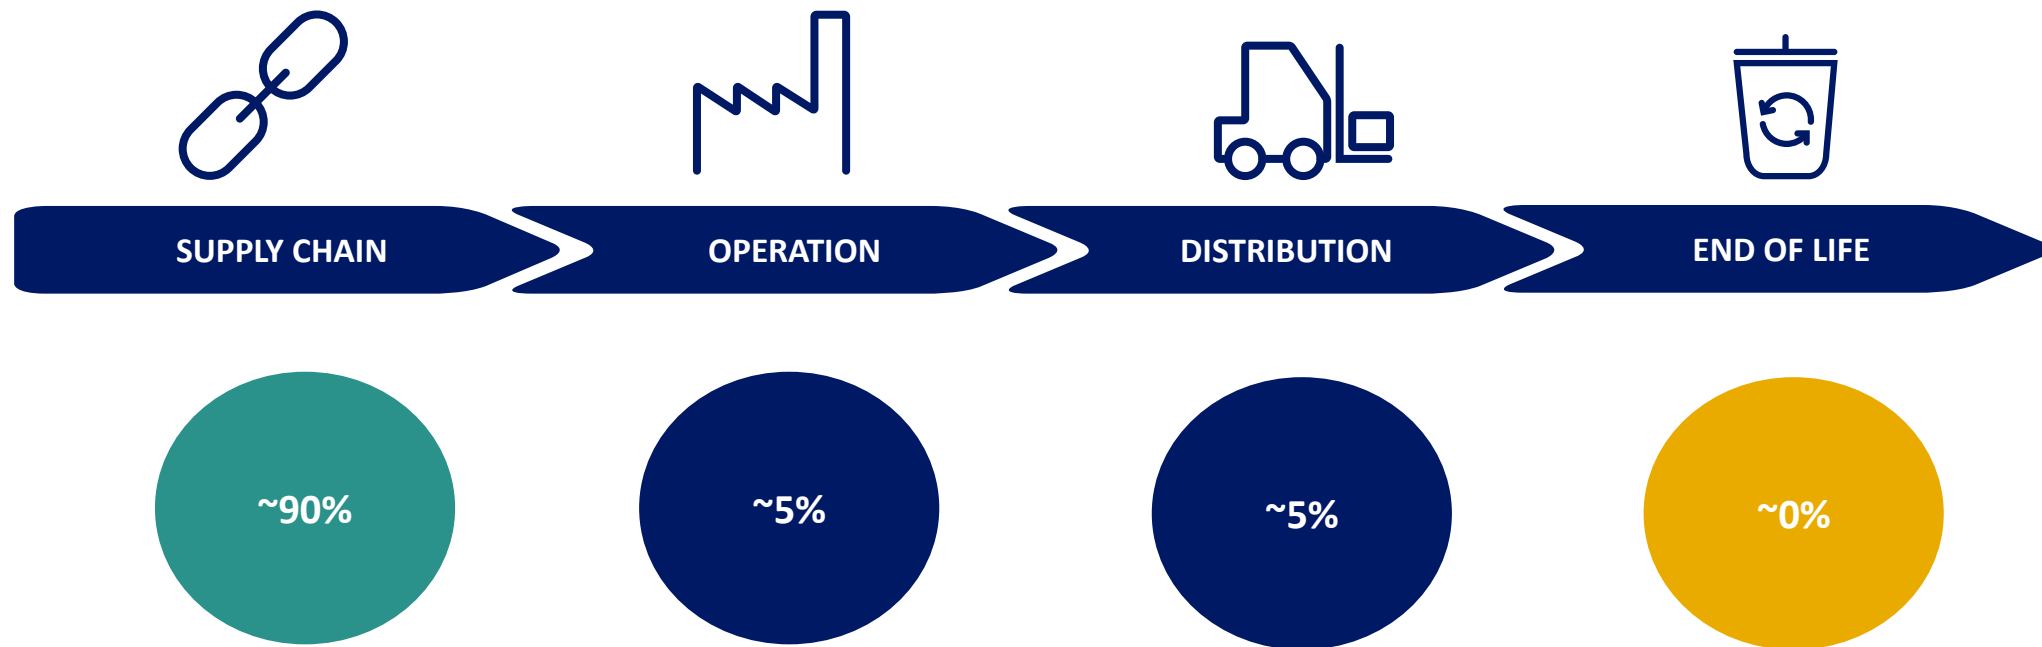 SUPPLY CHAIN
OPERATION
DISTRIBUTION
END OF LIFE
~90%
~5%
~5%
~0%